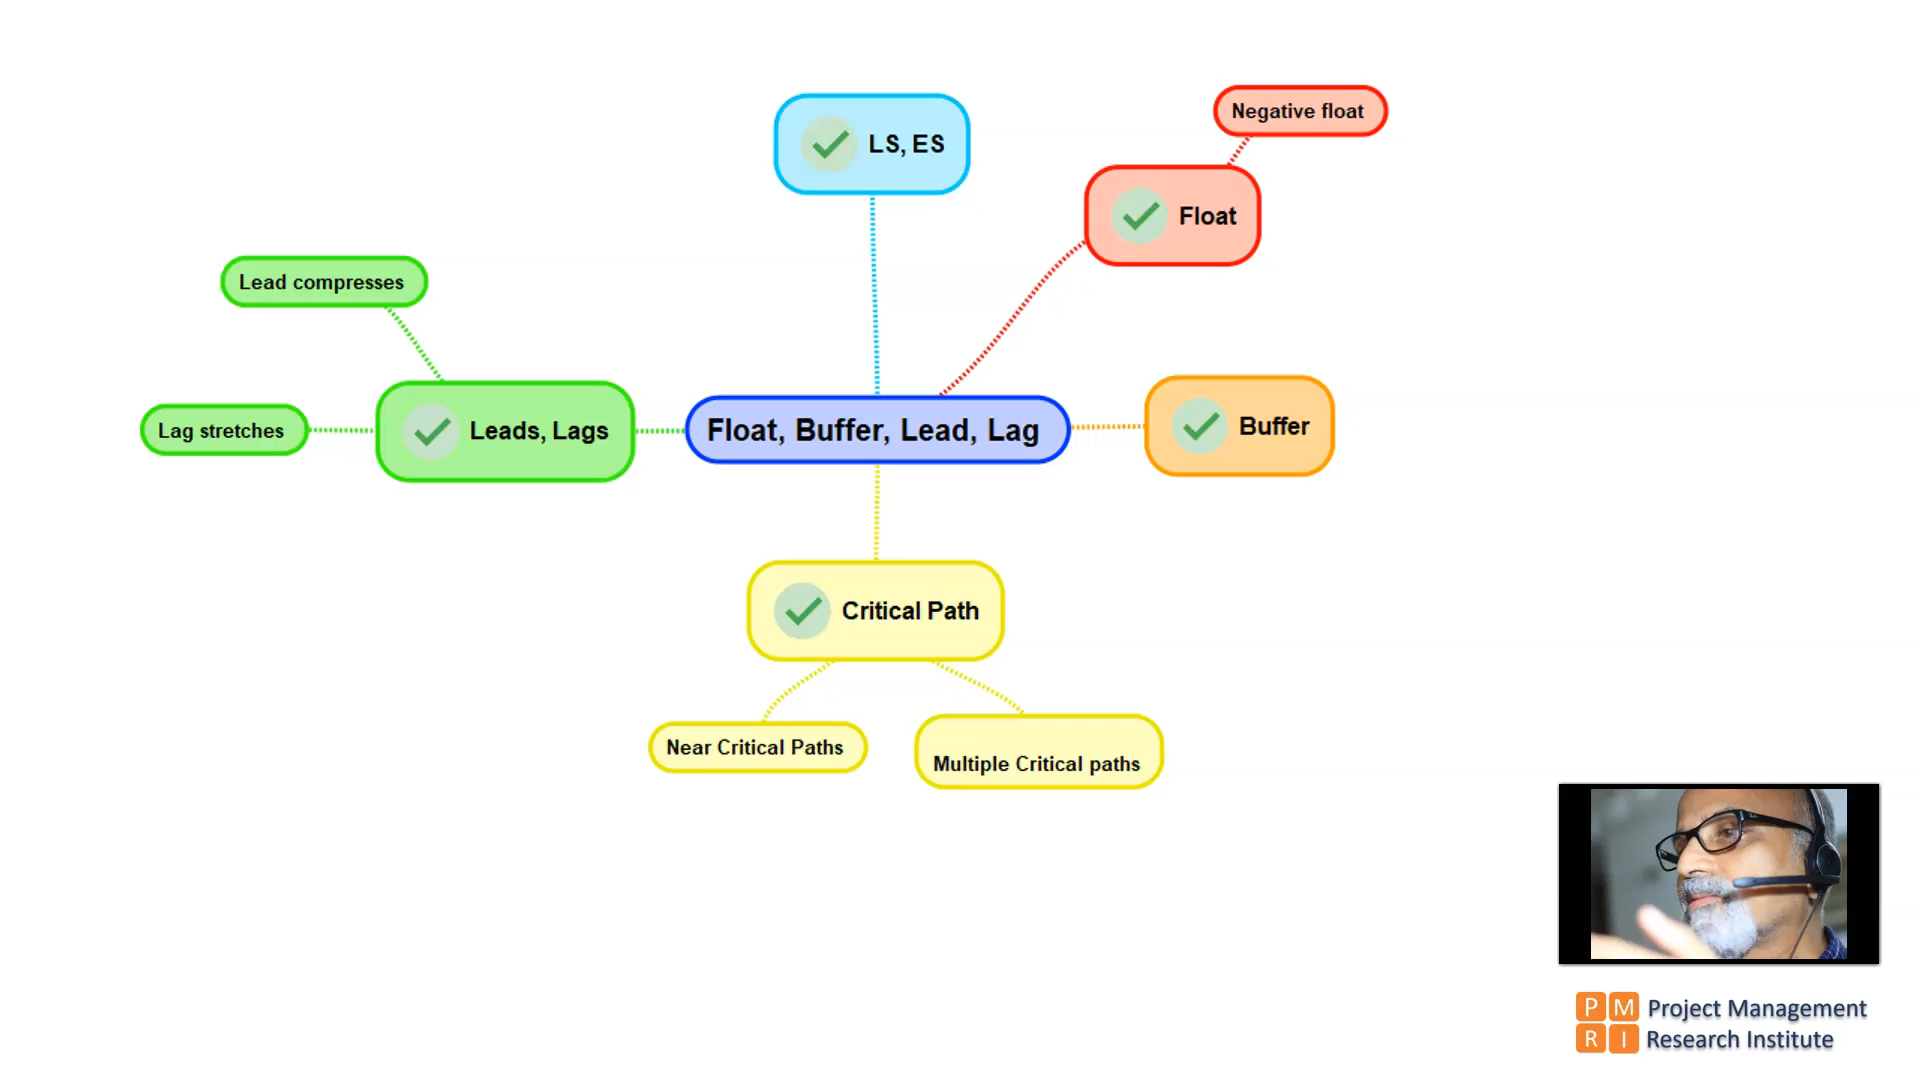 Negative float
LS, ES
Float
Lead compresses
Lag stretches
Leads, Lags
Float, Buffer, Lead, Lag
Buffer
Critical Path
Near Critical Paths
Multiple Critical paths
P M
R I
Project Management
Research Institute